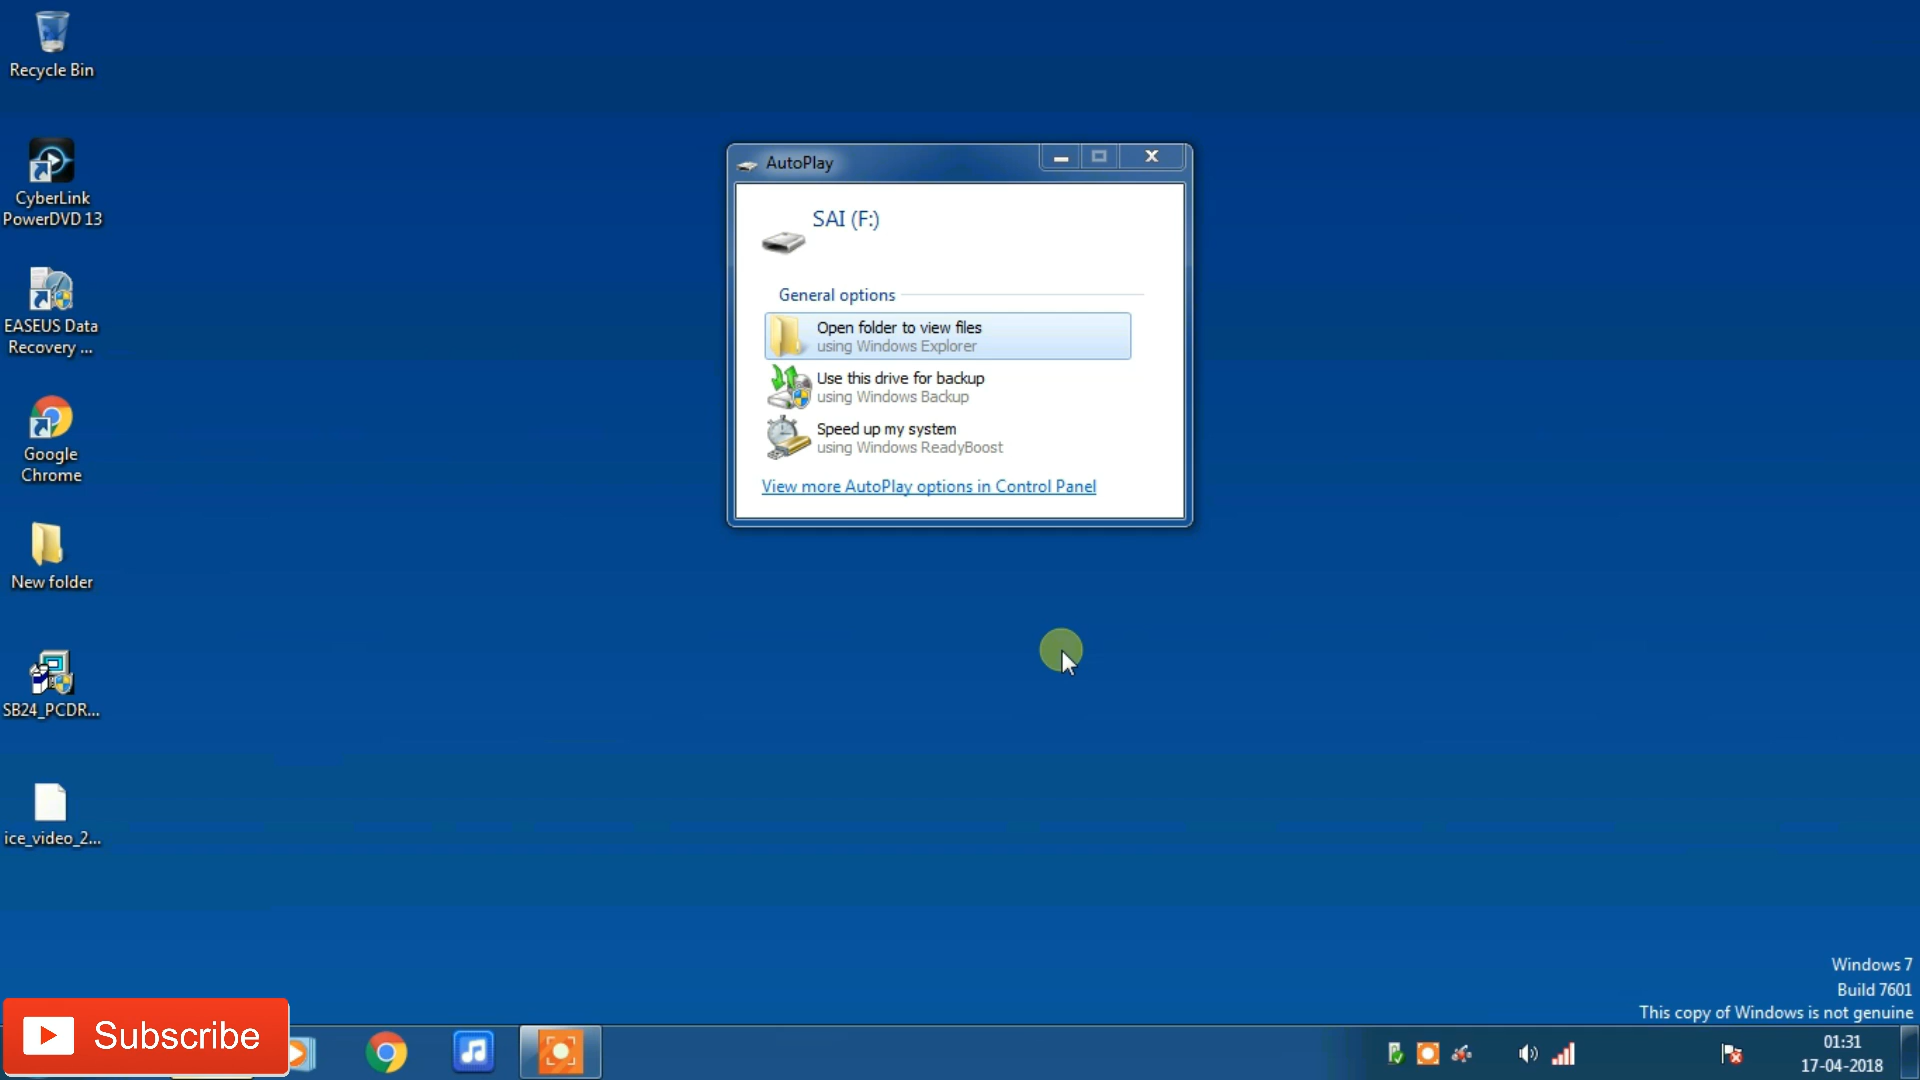 Recycle Bin
CyberLink
PowerDVD 13
EASEUS Data
Recovery ...
Google
Chrome
New folder
SB24_PCDR...
ice_video_2...
AutoPlay
SAI (F:)
General options
Open folder to view files
using Windows Explorer
Use this drive for backup
using Windows Backup
Speed up my system
using Windows ReadyBoost
View more AutoPlay options in Control Panel
Windows 7
Build 7601
This copy of Windows is not genuine
Subscribe
01:31
17-04-2018